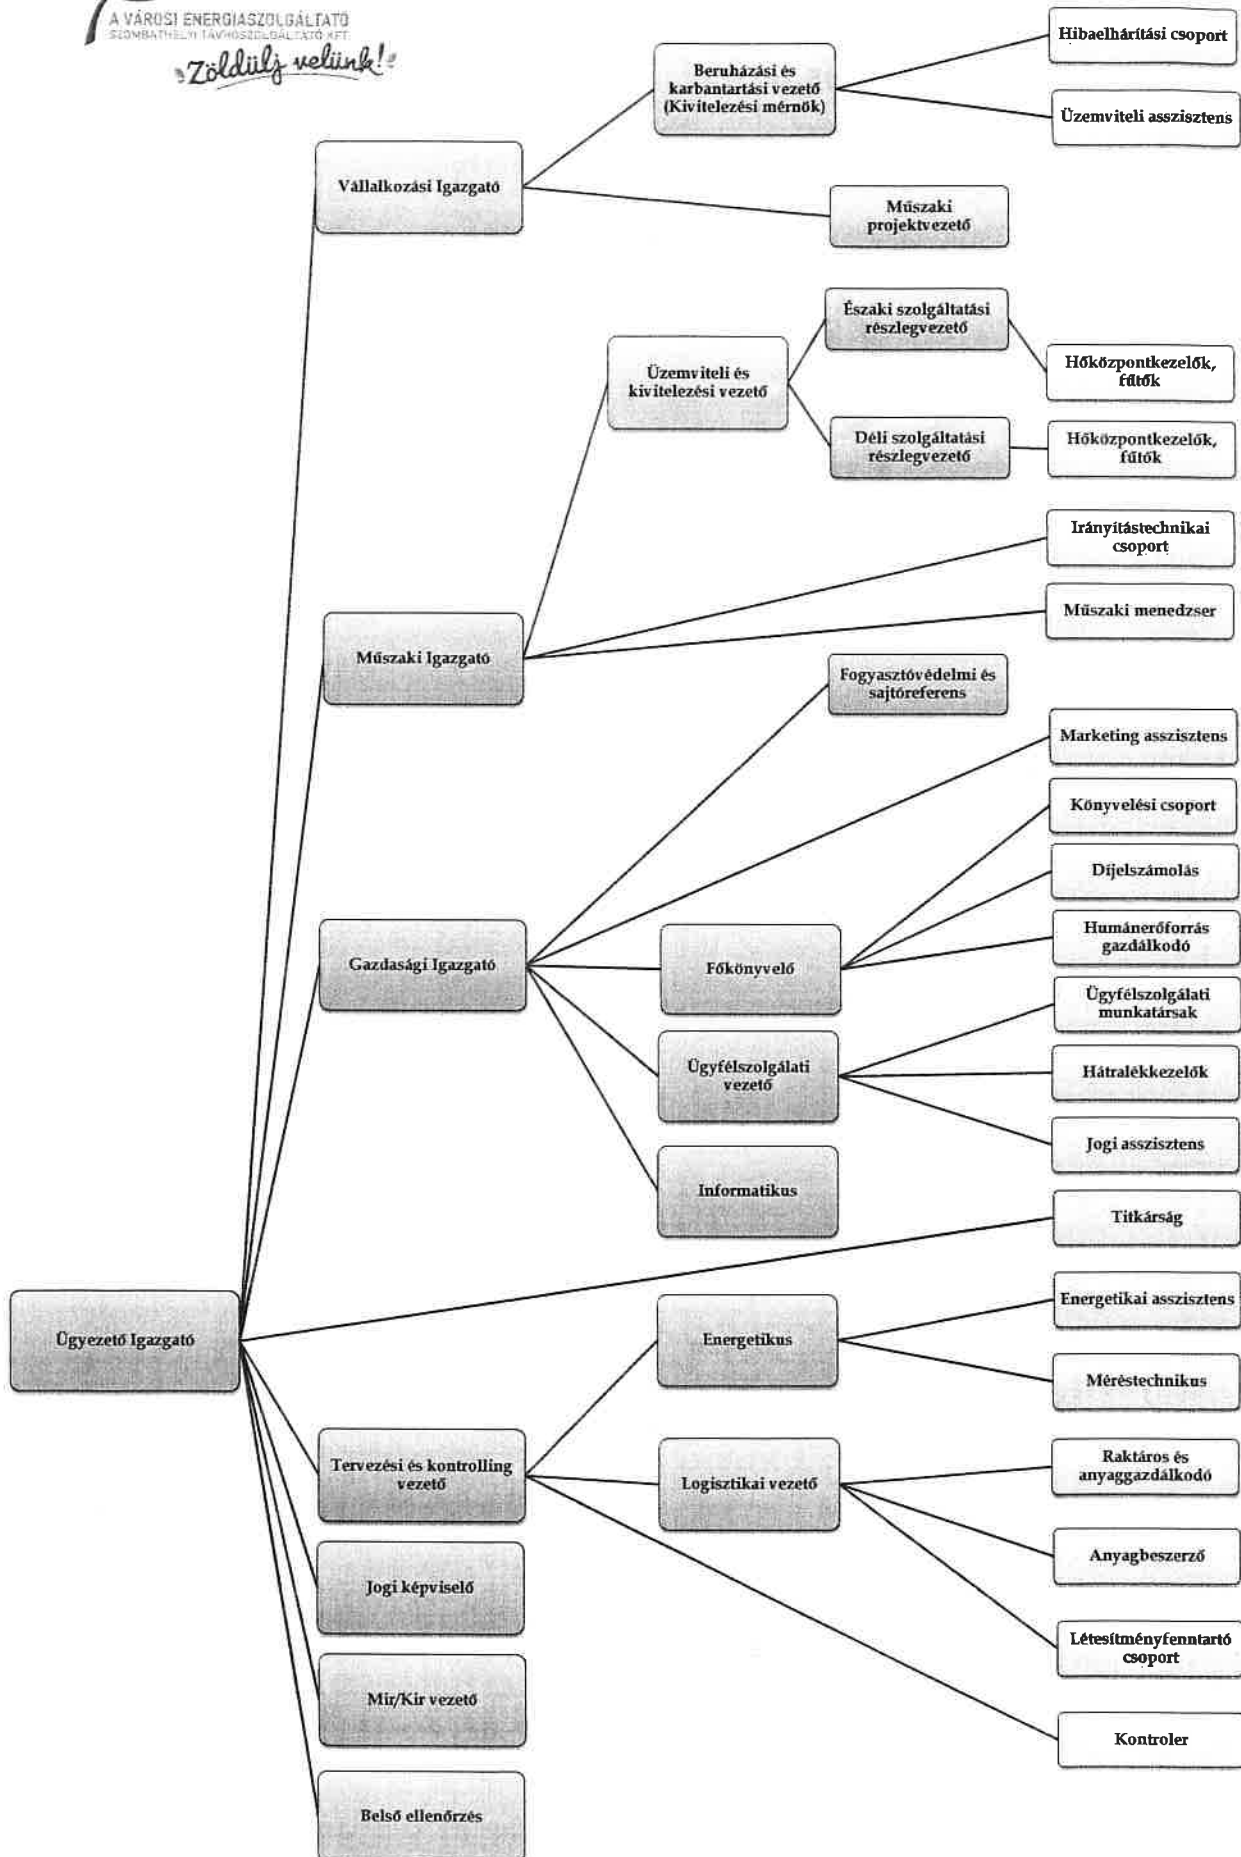 A VÁROSI ENERGIASZOLGÁLTATÓ
SZOMBATHELYI TÁVHŐSZOLGÁLTATÓ KFT.
Zöldülj velünk!
Hibaelhárítási csoport
Beruházási és
karbantartási vezető
(Kivitelezési mérnök)
Üzemviteli asszisztens
Vállalkozási Igazgató
Műszaki
projektvezető
Északi szolgáltatási
részlegvezető
Üzemviteli és
kivitelezési vezető
Hőközpontkezelők,
fűtők
Déli szolgáltatási
részlegvezető
Hőközpontkezelők,
fűtők
Irányítástechnikai
csoport
Műszaki menedzser
Műszaki Igazgató
Fogyasztóvédelmi és
sajtóreferens
Marketing asszisztens
Könyvelési csoport
Díjelszámolás
Humánerőforrás
gazdálkodó
Gazdasági Igazgató
Főkönyvelő
Ügyfélszolgálati
munkatársak
Ügyfélszolgálati
vezető
Hátralékkezelők
Jogi asszisztens
Informatikus
Titkárság
Ügyezető Igazgató
Energetikus
Energetikai asszisztens
Méréstechnikus
Tervezési és kontrolling
vezető
Logisztikai vezető
Raktáros és
anyaggazdálkodó
Anyagbeszerző
Jogi képviselő
Létesítményfenntartó
csoport
Mir/Kir vezető
Kontroler
Belső ellenőrzés